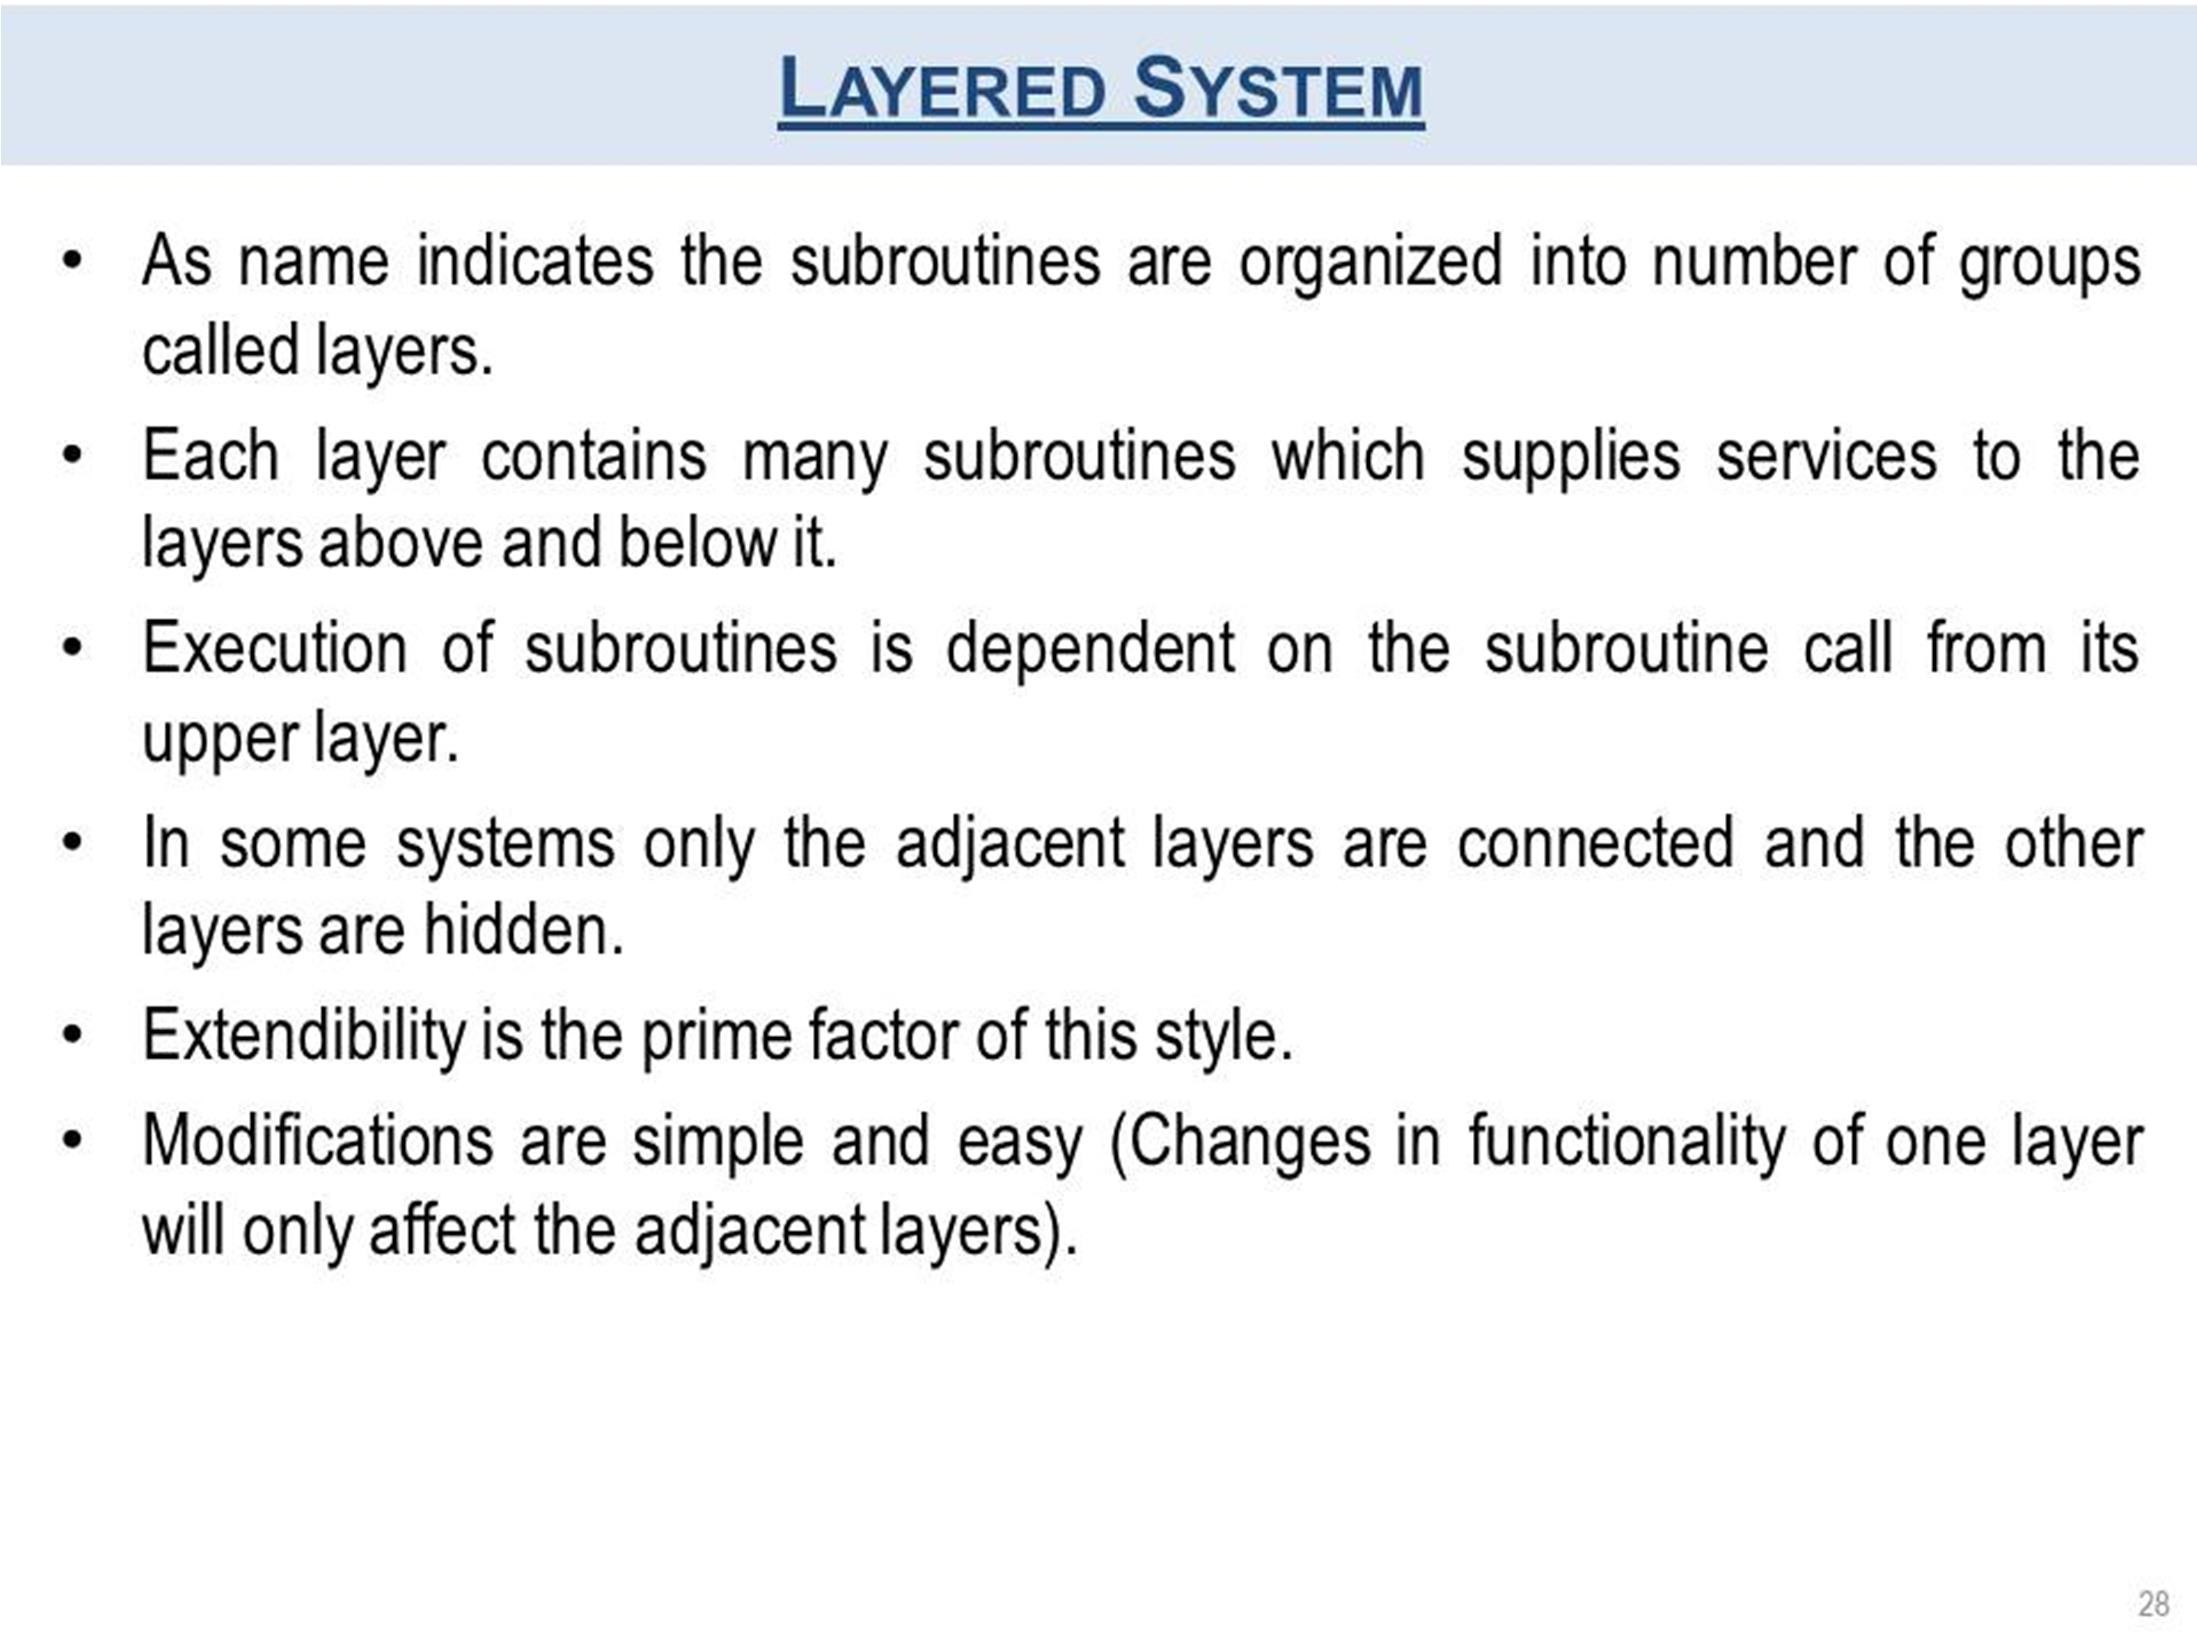 LAYERED SYSTEM
• As name indicates the subroutines are organized into number of groups
called layers.
• Each layer contains many subroutines which supplies services to the
layers above and below it.
• Execution of subroutines is dependent on the subroutine call from its
upper layer.
• In some systems only the adjacent layers are connected and the other
layers are hidden.
• Extendibility is the prime factor of this style.
• Modifications are simple and easy (Changes in functionality of one layer
will only affect the adjacent layers).
28